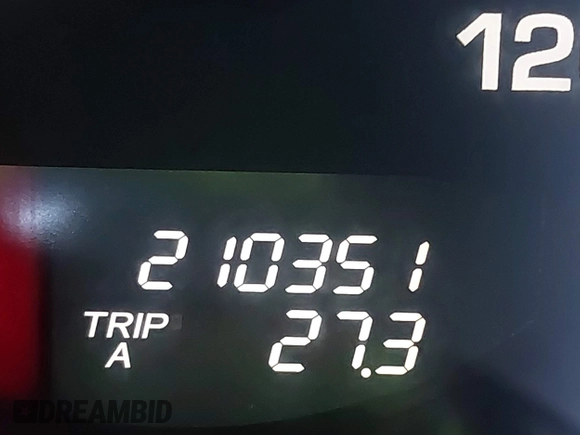 12
210351
TRIP 27.3
A
DREAMBID